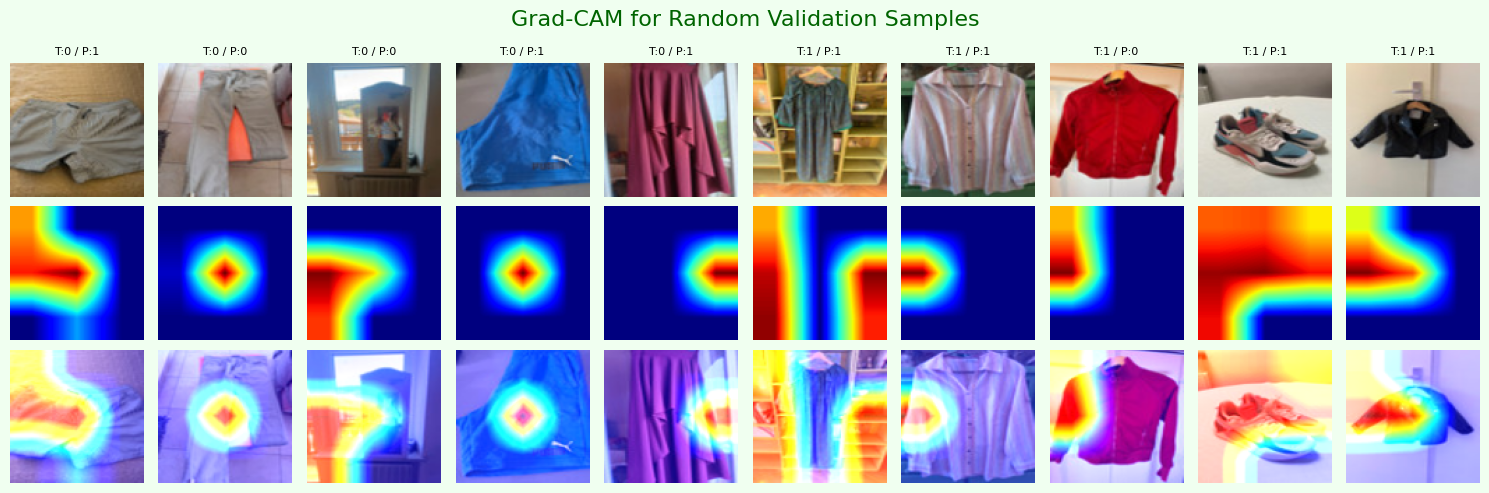 Grad-CAM for Random Validation Samples
T:0 / P:1
T:0 / P:0
T:0 / P:0
T:0 / P:1
T:0 / P:1
T:1 / P:1
T:1 / P:1
T:1 / P:0
T:1 / P:1
T:1 / P:1